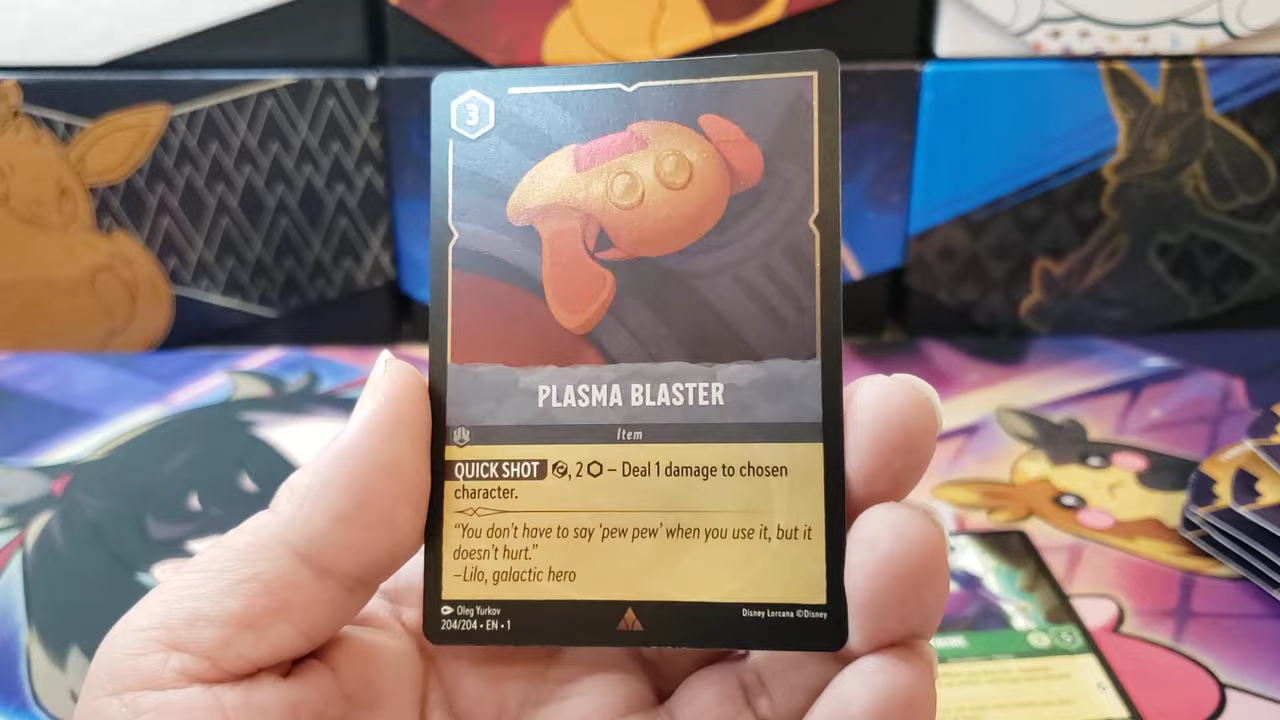 3
PLASMA BLASTER
Item
QUICK SHOT , 2 – Deal 1 damage to chosen
character.
“You don’t have to say ‘pew pew’ when you use it, but it
doesn’t hurt.”
–Lilo, galactic hero
Oleg Yurkov
Disney Lorcana ©Disney
204/204 • EN • 1